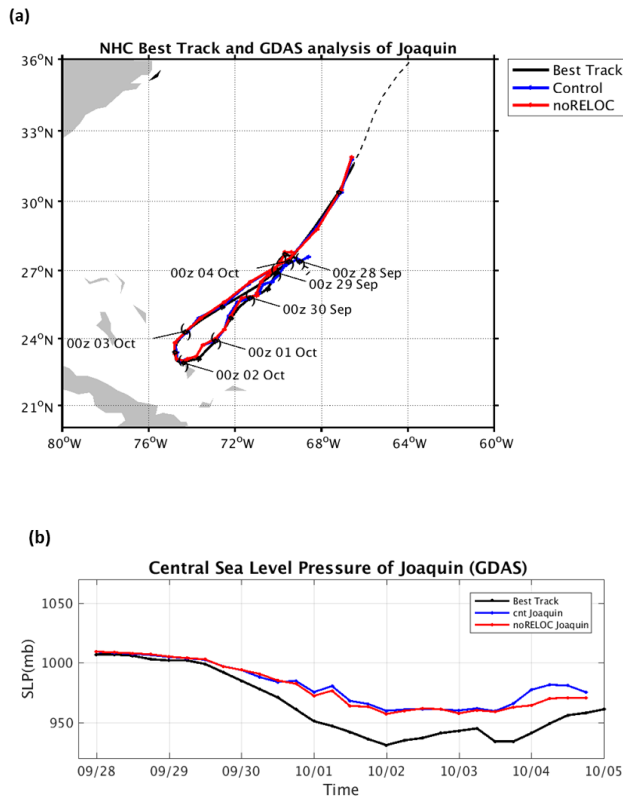 (a)
NHC Best Track and GDAS analysis of Joaquin
36°N
33°N
30°N
27°N
24°N
21°N
80°W 76°W 72°W 68°W 64°W 60°W
Best Track
Control
noRELOC
00z 04 Oct
00z 28 Sep
00z 29 Sep
00z 30 Sep
00z 03 Oct
00z 01 Oct
00z 02 Oct
(b)
Central Sea Level Pressure of Joaquin (GDAS)
SLP(mb)
1050
1000
950
Best Track
cnt Joaquin
noRELOC Joaquin
09/28 09/29 09/30 10/01 10/02 10/03 10/04 10/05
Time